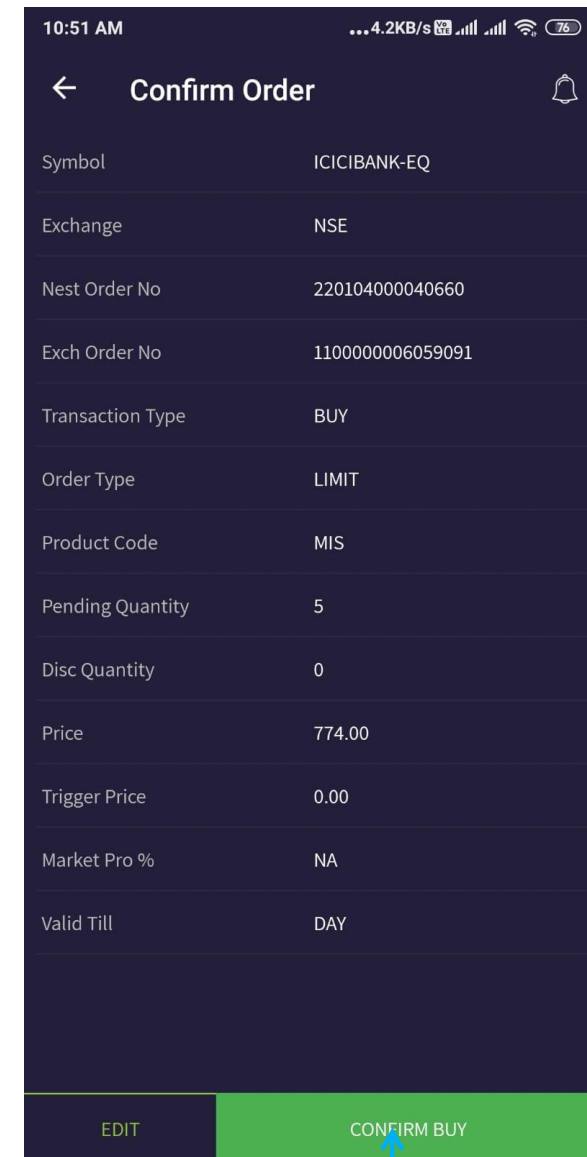 10:51 AM ...4.2KB/s Vo LTE 76
Confirm Order
Symbol ICICIBANK-EQ
Exchange NSE
Nest Order No 220104000040660
Exch Order No 1100000006059091
Transaction Type BUY
Order Type LIMIT
Product Code MIS
Pending Quantity 5
Disc Quantity 0
Price 774.00
Trigger Price 0.00
Market Pro % NA
Valid Till DAY
EDIT CONFIRM BUY